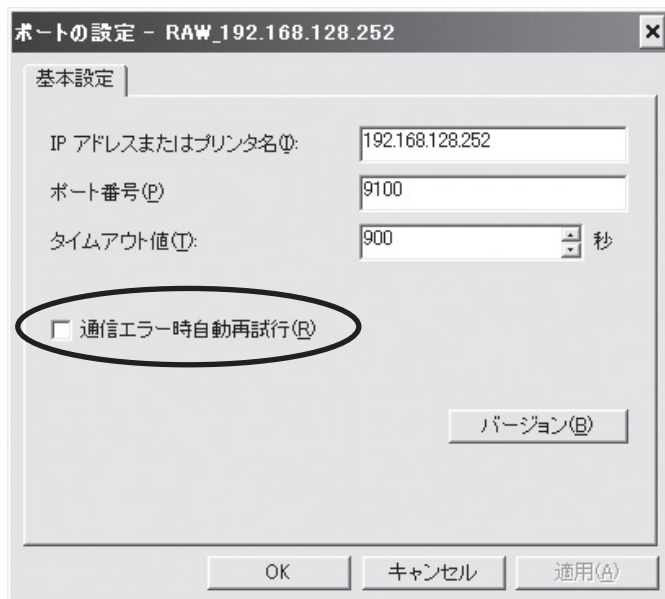 ポートの設定 - RAW_192.168.128.252
基本設定
IP アドレスまたはプリンタ名(I): 192.168.128.252
ポート番号(P) 9100
タイムアウト値(T): 900 秒
通信エラー時自動再試行(R)
バージョン(B)
OK キャンセル 適用(A)